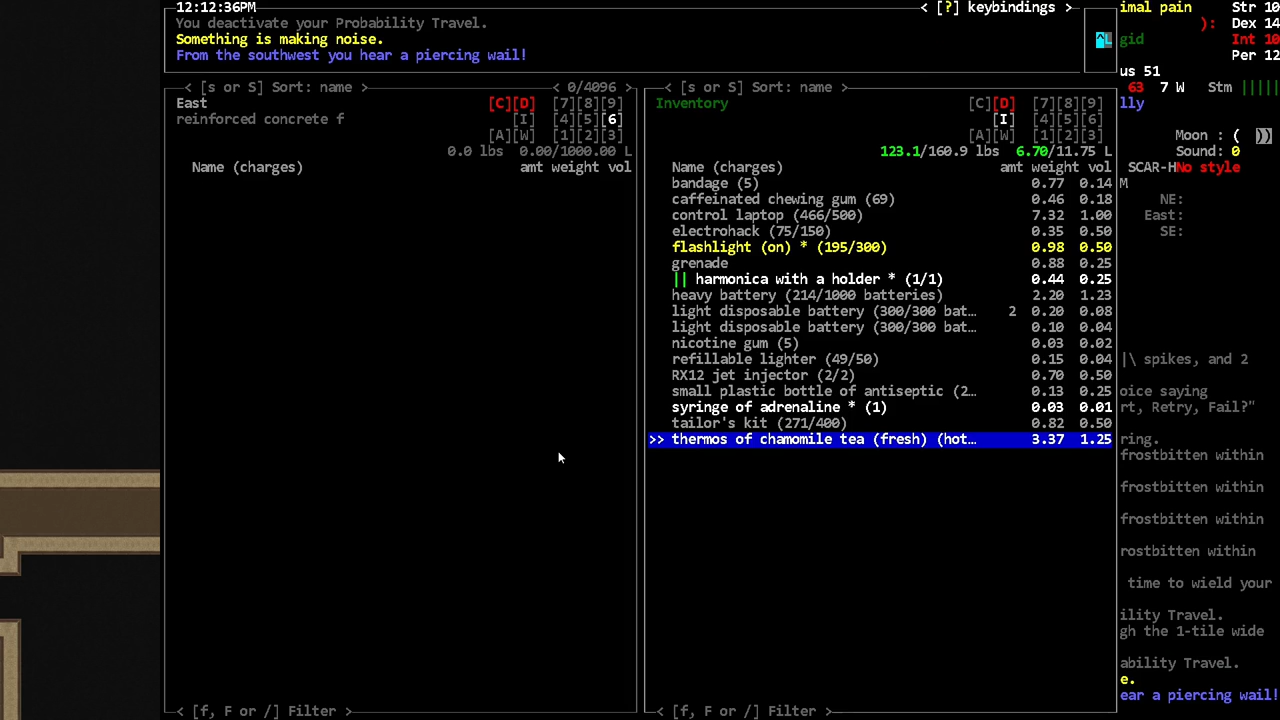 12:12:36PM
< [?] keybindings >
You deactivate your Probability Travel.
Something is making noise.
From the southwest you hear a piercing wail!
^L
imal pain
Str 10
): Dex 14
gid
Int 10
Per 12
us 51
63 7 W Stm |||||
lly
Moon : ( ))
Sound: 0
SCAR-H No style
M
NE:
East:
SE:
< [s or S] Sort: name >
< 0/4096 >
East
[C][D] [7][8][9]
reinforced concrete f
[I] [4][5][6]
[A][W] [1][2][3]
0.0 lbs 0.00/1000.00 L
Name (charges) amt weight vol
< [f, F or /] Filter >
< [s or S] Sort: name >
Inventory
[C][D] [7][8][9]
[I] [4][5][6]
[A][W] [1][2][3]
123.1/160.9 lbs 6.70/11.75 L
Name (charges) amt weight vol
bandage (5) 0.77 0.14
caffeinated chewing gum (69) 0.46 0.18
control laptop (466/500) 7.32 1.00
electrohack (75/150) 0.35 0.50
flashlight (on) * (195/300) 0.98 0.50
grenade 0.88 0.25
|| harmonica with a holder * (1/1) 0.44 0.25
heavy battery (214/1000 batteries) 2.20 1.23
light disposable battery (300/300 bat… 2 0.20 0.08
light disposable battery (300/300 bat… 0.10 0.04
nicotine gum (5) 0.03 0.02
refillable lighter (49/50) 0.15 0.04
RX12 jet injector (2/2) 0.70 0.50
small plastic bottle of antiseptic (2… 0.13 0.25
syringe of adrenaline * (1) 0.03 0.01
tailor's kit (271/400) 0.82 0.50
>> thermos of chamomile tea (fresh) (hot… 3.37 1.25
< [f, F or /] Filter >
|\ spikes, and 2
oice saying
rt, Retry, Fail?"
ring.
frostbitten within
frostbitten within
frostbitten within
rostbitten within
time to wield your
ility Travel.
gh the 1-tile wide
ability Travel.
e.
ear a piercing wail!